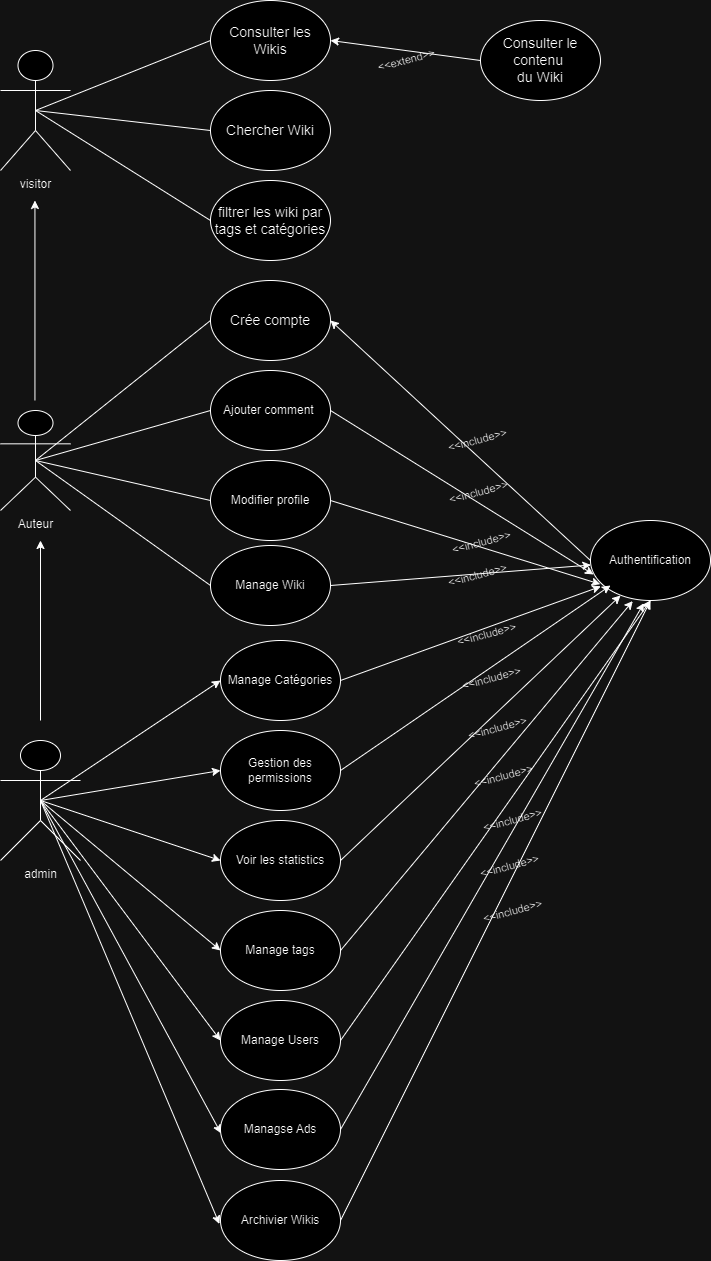 Consulter les
Wikis
<<extend>>
Consulter le
contenu
du Wiki
Chercher Wiki
visitor
filtrer les wiki par
tags et catégories
Crée compte
Ajouter comment
<<include>>
<<include>>
Modifier profile
Auteur
<<include>>
Authentification
Manage Wiki
<<include>>
<<include>>
Manage Catégories
<<include>>
Gestion des
permissions
<<include>>
<<include>>
<<include>>
Voir les statistics
admin
<<include>>
<<include>>
Manage tags
Manage Users
Managse Ads
Archivier Wikis